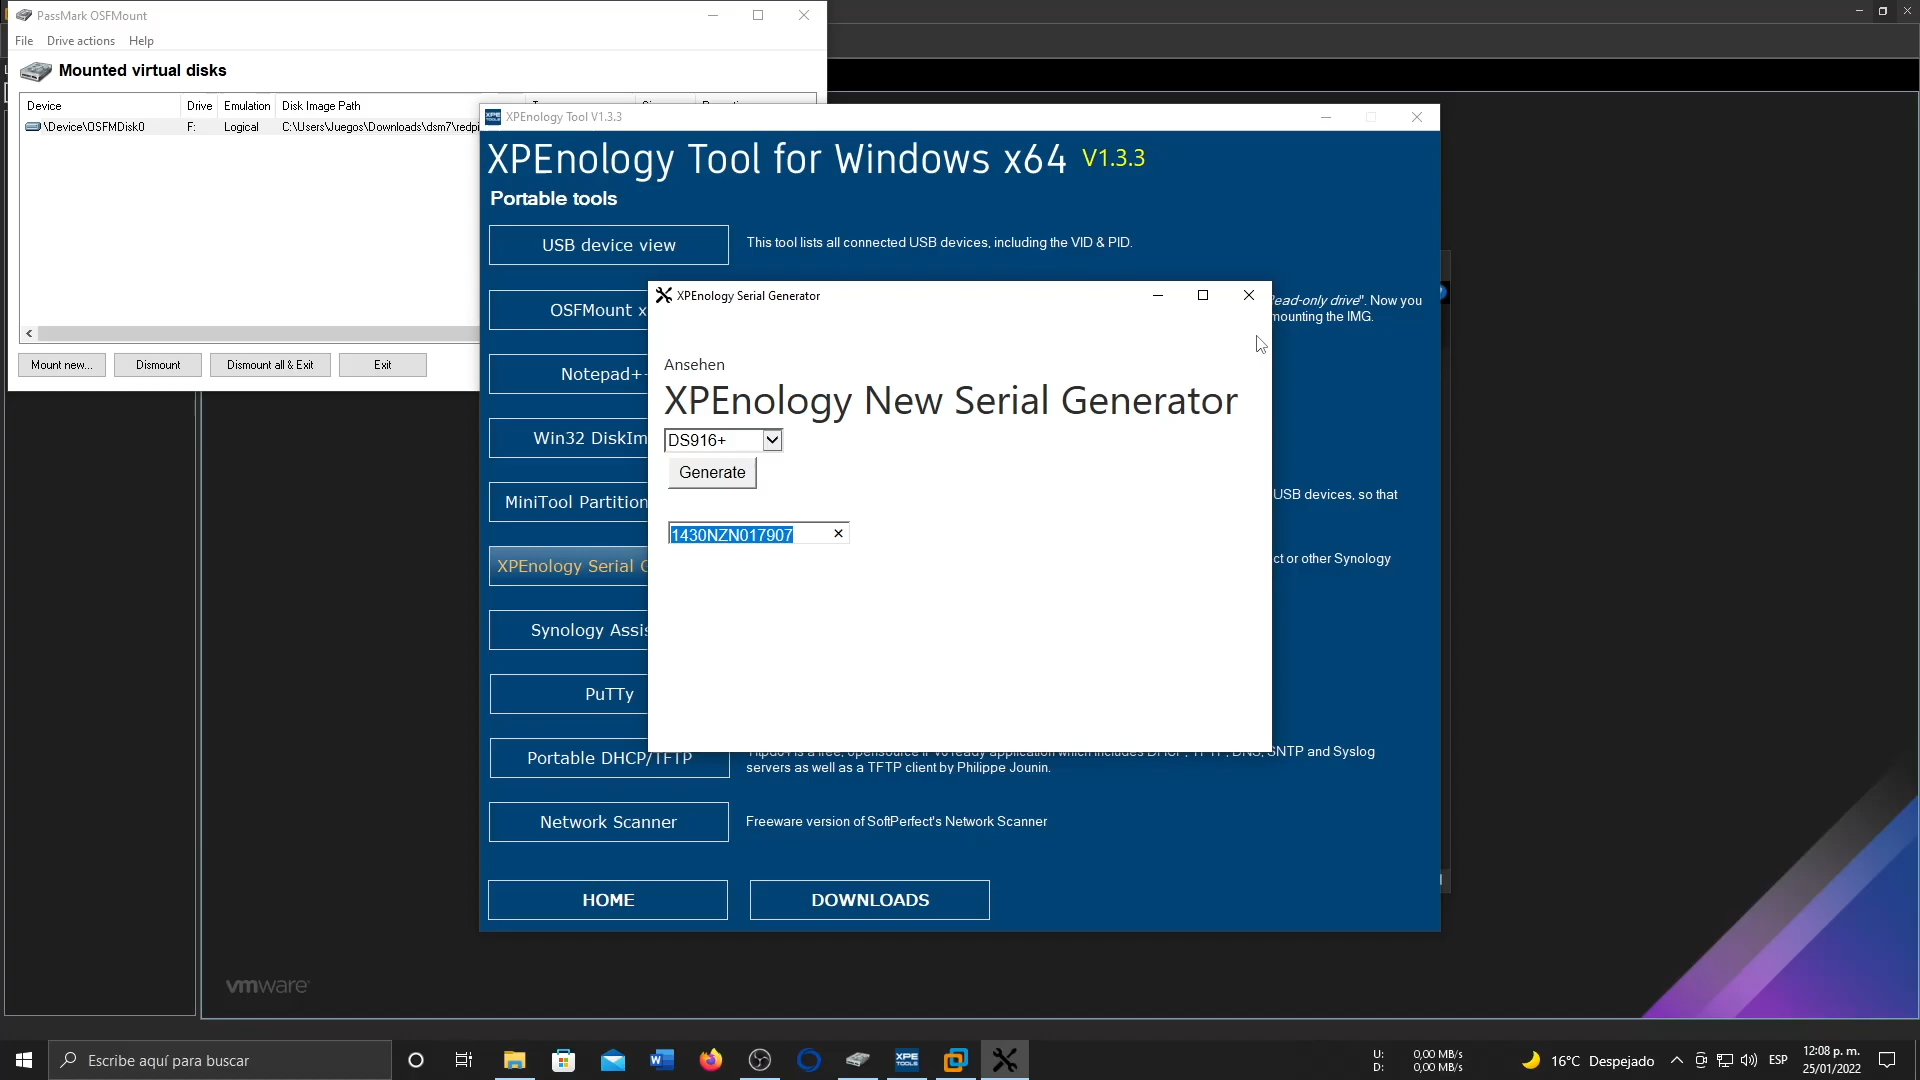 PassMark OSFMount
File Drive actions Help
Mounted virtual disks
Device Drive Emulation Disk Image Path
\Device\OSFMDisk0 F: Logical C:\Users\Juegos\Downloads\dsm7\redpi
Mount new... Dismount Dismount all & Exit Exit
XPEnology Tool V1.3.3
XPEnology Tool for Windows x64 V1.3.3
Portable tools
USB device view This tool lists all connected USB devices, including the VID & PID.
OSFMount x
ead-only drive". Now you
mounting the IMG.
Notepad+
Win32 DiskIm
MiniTool Partition
USB devices, so that
XPEnology Serial G
ct or other Synology
Synology Assis
PuTTy
Portable DHCP/TFTP
SNTP and Syslog
servers as well as a TFTP client by Philippe Jounin.
Network Scanner Freeware version of SoftPerfect's Network Scanner
HOME DOWNLOADS
XPEnology Serial Generator
Ansehen
XPEnology New Serial Generator
DS916+
Generate
1430NZN017907
vmware
Escribe aquí para buscar
XPE
TOOLS
U: 0,00 MB/s
D: 0,00 MB/s
16°C Despejado
ESP
12:08 p. m.
25/01/2022